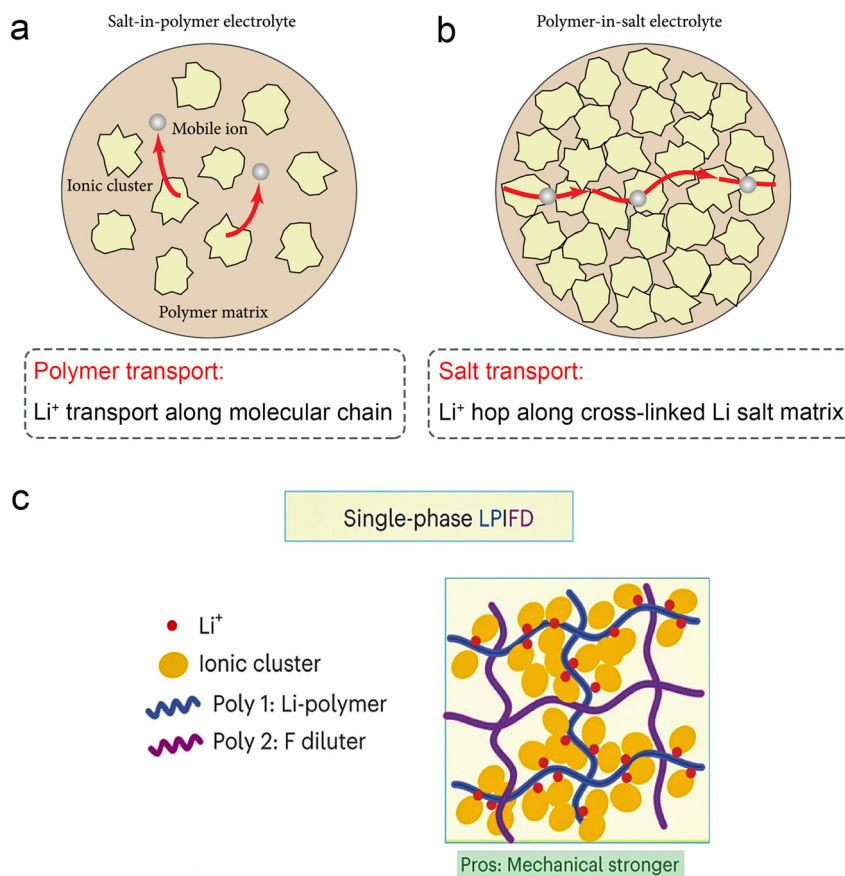 a
Salt-in-polymer electrolyte
Mobile ion
Ionic cluster
Polymer matrix
Polymer transport:
Li⁺ transport along molecular chain
b
Polymer-in-salt electrolyte
Salt transport:
Li⁺ hop along cross-linked Li salt matrix
c
Single-phase LPIFD
Li⁺
Ionic cluster
Poly 1: Li-polymer
Poly 2: F diluter
Pros: Mechanical stronger